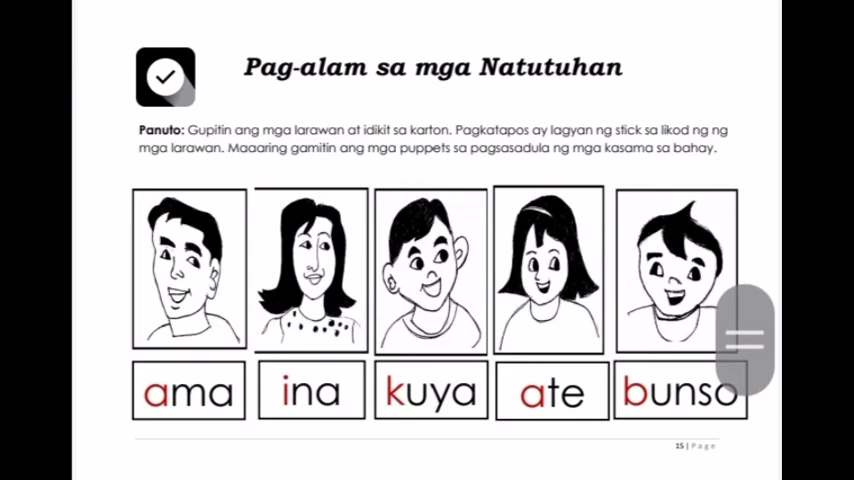 Pag-alam sa mga Natutuhan
Panuto: Gupitin ang mga larawan at idikit sa karton. Pagkatapos ay lagyan ng stick sa likod ng ng
mga larawan. Maaaring gamitin ang mga puppets sa pagsasadula ng mga kasama sa bahay.
ama ina kuya ate bunso
15 | Page